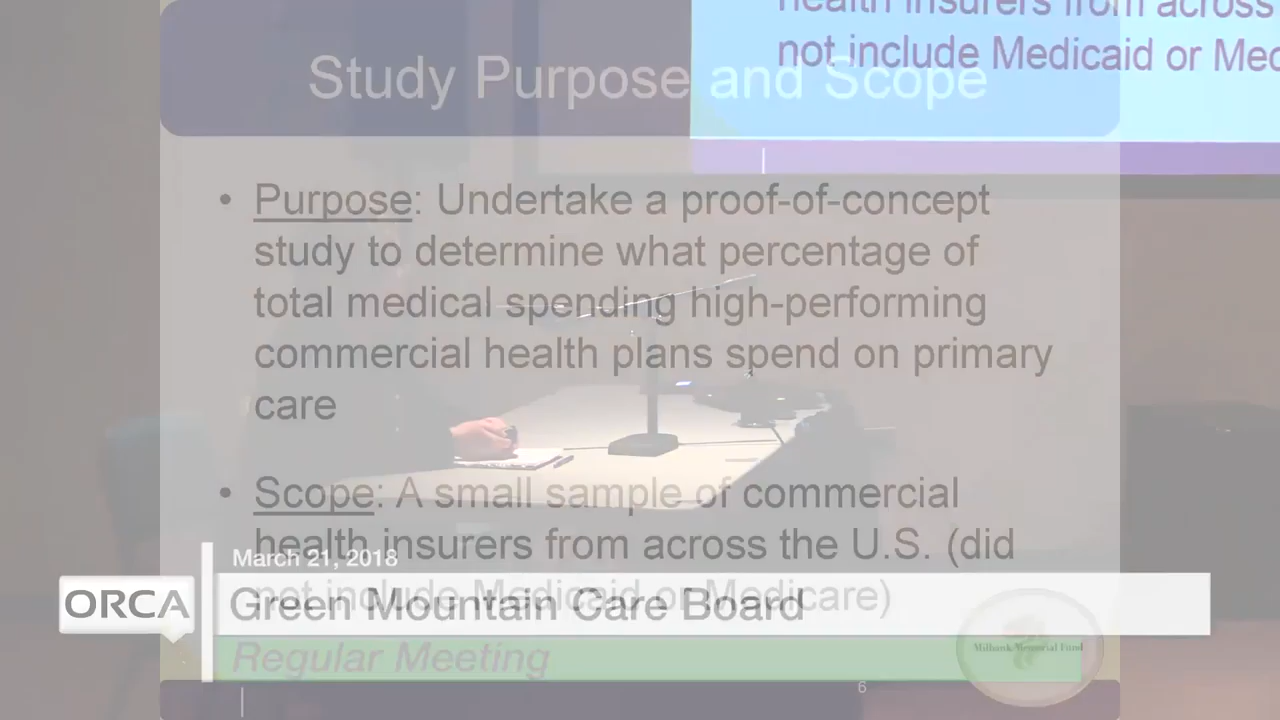 health insurers from across
not include Medicaid or Med
Study Purpose and Scope
• Purpose: Undertake a proof-of-concept
study to determine what percentage of
total medical spending high-performing
commercial health plans spend on primary
care
• Scope: A small sample of commercial
health insurers from across the U.S. (did
not include Medicaid or Medicare)
March 21, 2018
ORCA
Green Mountain Care Board
Regular Meeting
Milbank Memorial Fund
6